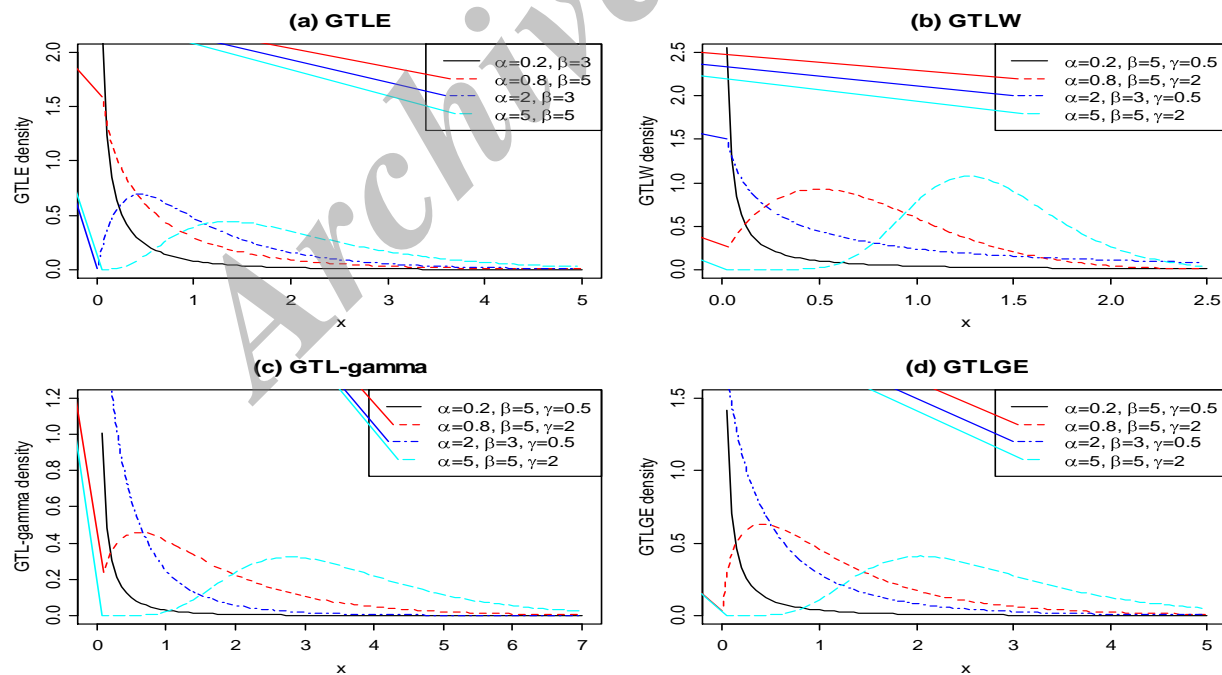 (a) GTLE
GTLE density
2.0
1.5
1.0
0.5
0.0
α=0.2, β=3
α=0.8, β=5
α=2, β=3
α=5, β=5
0 1 2 3 4 5
x
(b) GTLW
GTLW density
2.5
2.0
1.5
1.0
0.5
0.0
α=0.2, β=5, γ=0.5
α=0.8, β=5, γ=2
α=2, β=3, γ=0.5
α=5, β=5, γ=2
0.0 0.5 1.0 1.5 2.0 2.5
x
(c) GTL-gamma
GTL-gamma density
1.2
1.0
0.8
0.6
0.4
0.2
0.0
α=0.2, β=5, γ=0.5
α=0.8, β=5, γ=2
α=2, β=3, γ=0.5
α=5, β=5, γ=2
0 1 2 3 4 5 6 7
x
(d) GTLGE
GTLGE density
1.5
1.0
0.5
0.0
α=0.2, β=5, γ=0.5
α=0.8, β=5, γ=2
α=2, β=3, γ=0.5
α=5, β=5, γ=2
0 1 2 3 4 5
x
Archive